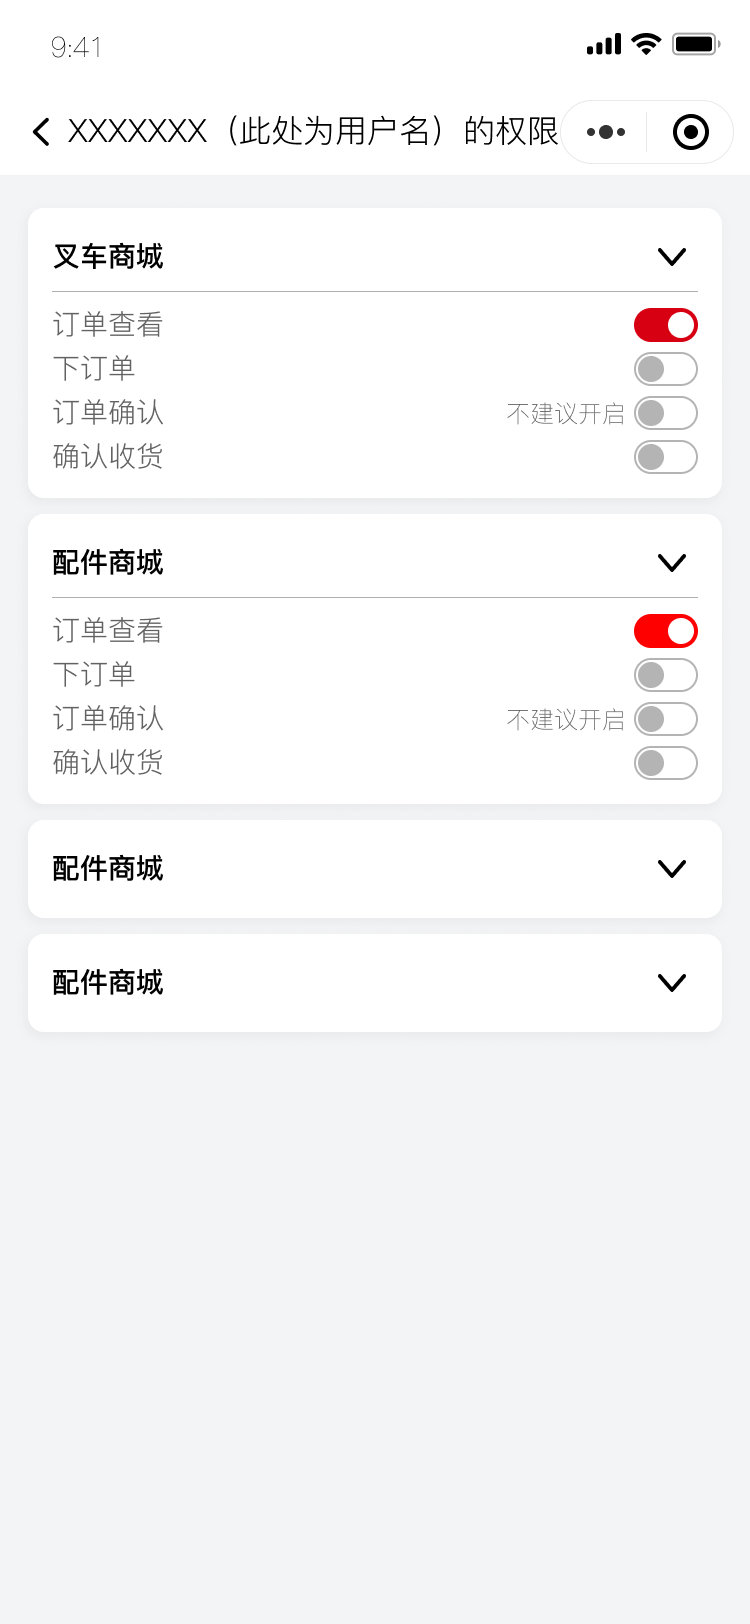 9:41
XXXXXXX（此处为用户名）的权限
叉车商城
订单查看
下订单
订单确认 不建议开启
确认收货
配件商城
订单查看
下订单
订单确认 不建议开启
确认收货
配件商城
配件商城